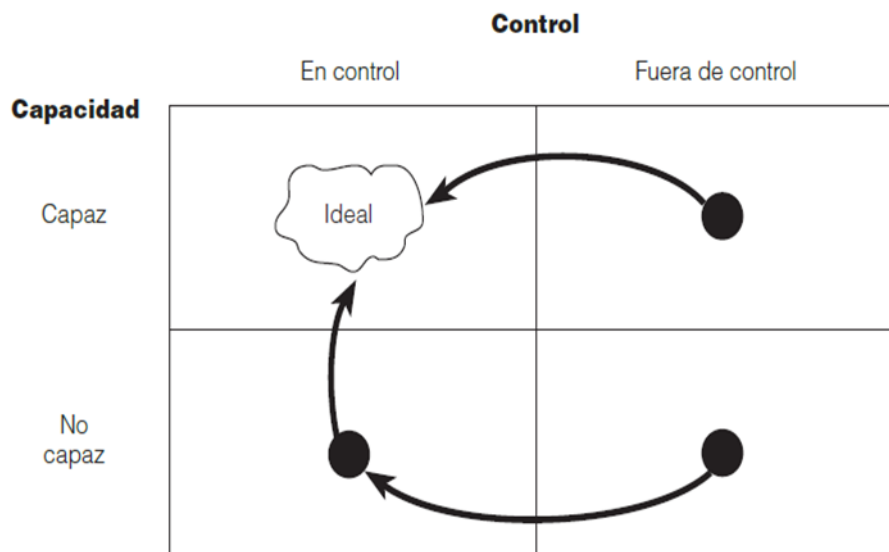 Control
En control
Fuera de control
Capacidad
Capaz
Ideal
No
capaz